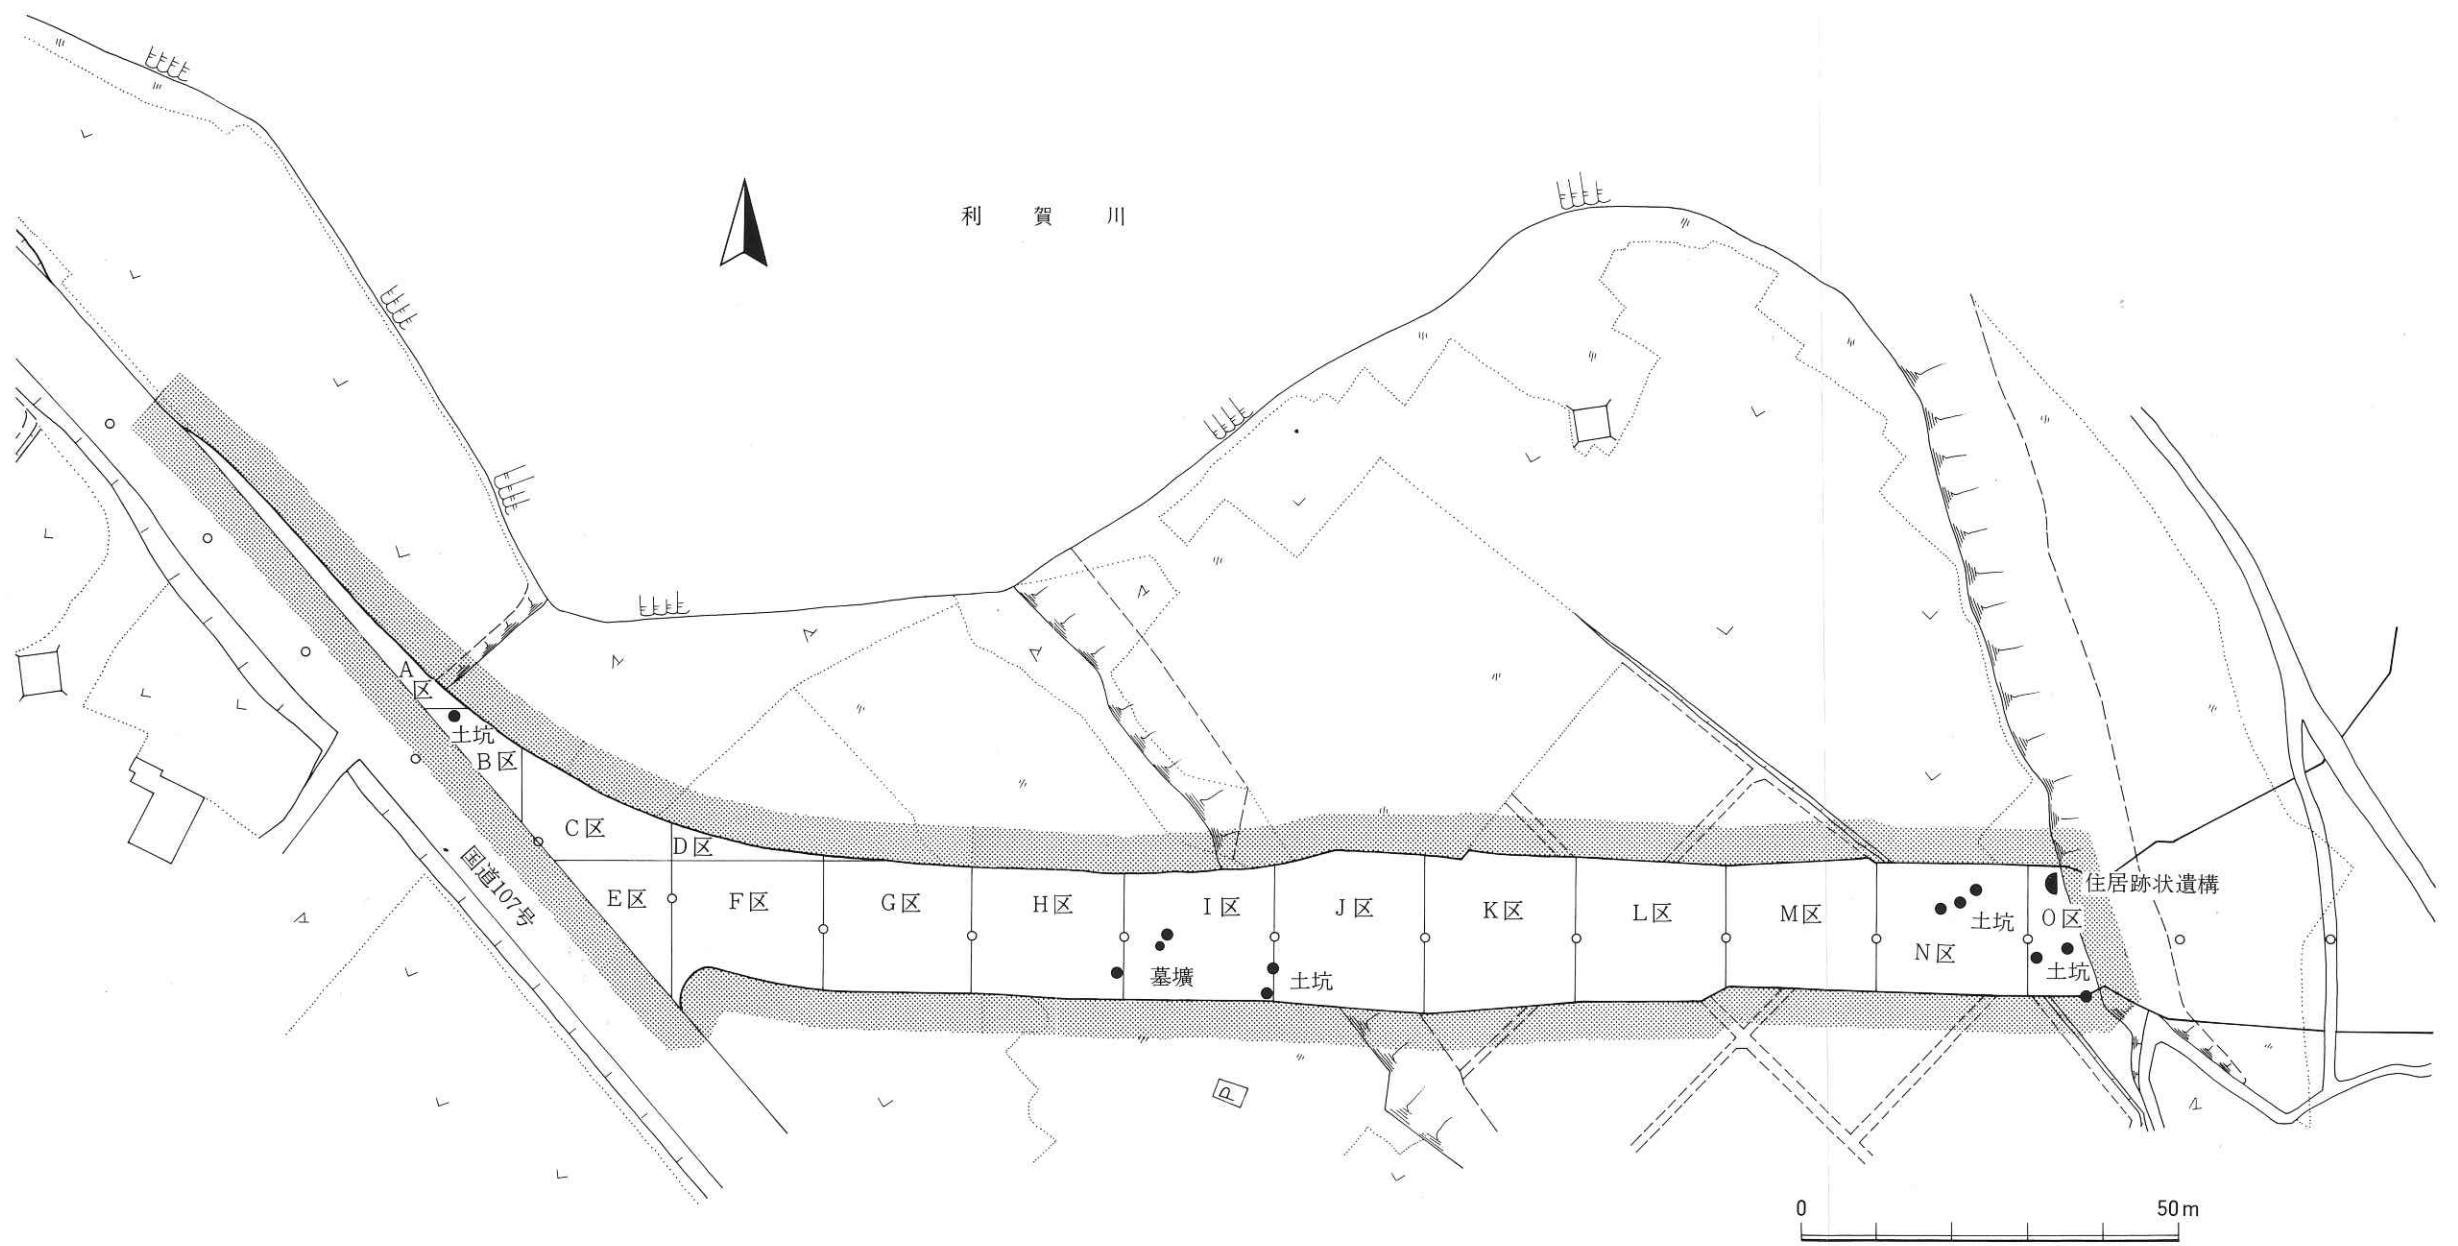 利賀川
A区
土坑
B区
C区
D区
国道107号
E区
F区
G区
H区
I区
J区
K区
L区
M区
N区
O区
住居跡状遺構
土坑
土坑
墓壙
土坑
P
0 50m